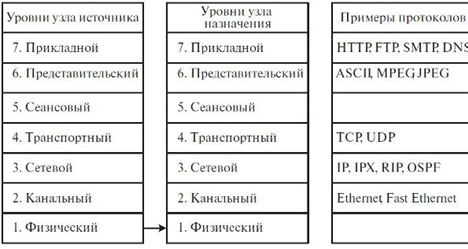 Уровни узла источника
7. Прикладной
6. Представительский
5. Сеансовый
4. Транспортный
3. Сетевой
2. Канальный
1. Физический
Уровни узла
назначения
7. Прикладной
6. Представительский
5. Сеансовый
4. Транспортный
3. Сетевой
2. Канальный
1. Физический
Примеры протоколов
HTTP, FTP, SMTP, DNS
ASCII, MPEG, JPEG
TCP, UDP
IP, IPX, RIP, OSPF
Ethernet, Fast Ethernet